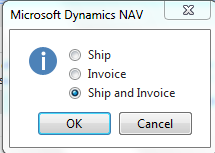 Microsoft Dynamics NAV
Ship
Invoice
Ship and Invoice
OK Cancel